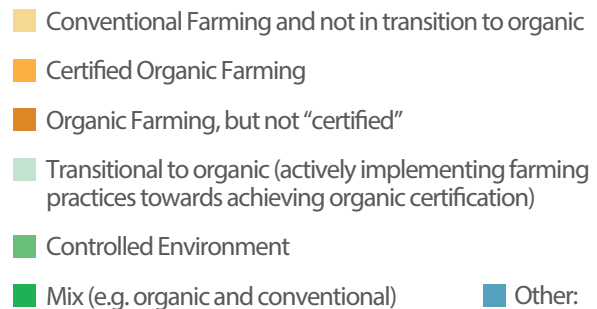 Conventional Farming and not in transition to organic
Certified Organic Farming
Organic Farming, but not “certified”
Transitional to organic (actively implementing farming
practices towards achieving organic certification)
Controlled Environment
Mix (e.g. organic and conventional)
Other: